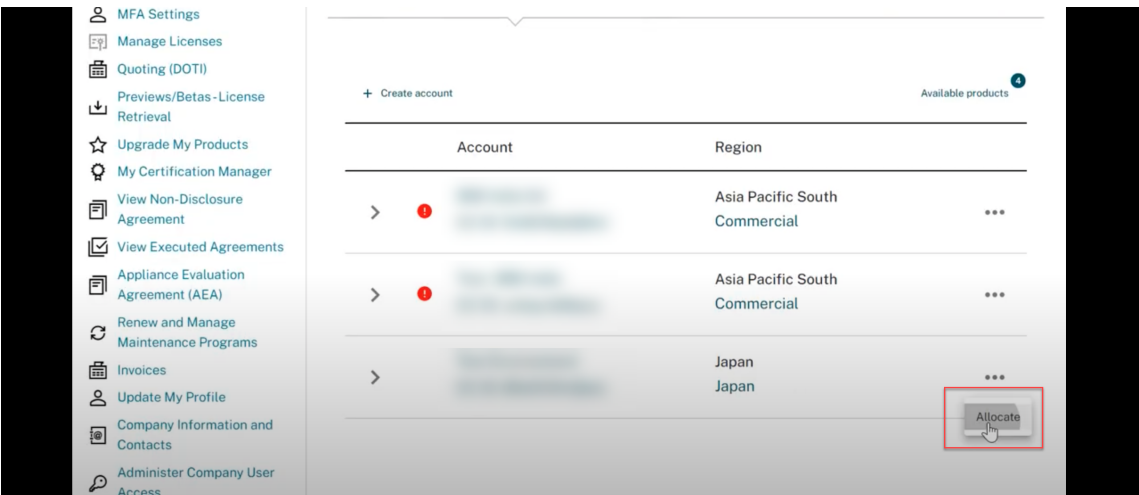 MFA Settings
Manage Licenses
Quoting (DOTI)
Previews/Betas-License
Retrieval
Upgrade My Products
My Certification Manager
View Non-Disclosure
Agreement
View Executed Agreements
Appliance Evaluation
Agreement (AEA)
Renew and Manage
Maintenance Programs
Invoices
Update My Profile
Company Information and
Contacts
Administer Company User
Access
+ Create account
4
Available products
Account Region
Asia Pacific South
Commercial
Asia Pacific South
Commercial
Japan
Japan
Allocate